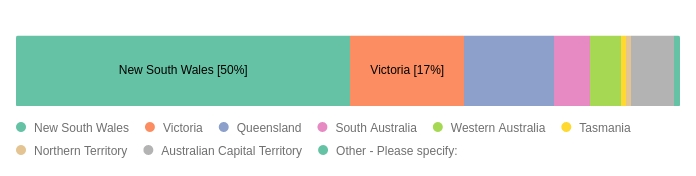 New South Wales [50%] Victoria [17%]
New South Wales Victoria Queensland South Australia Western Australia Tasmania
Northern Territory Australian Capital Territory Other - Please specify: